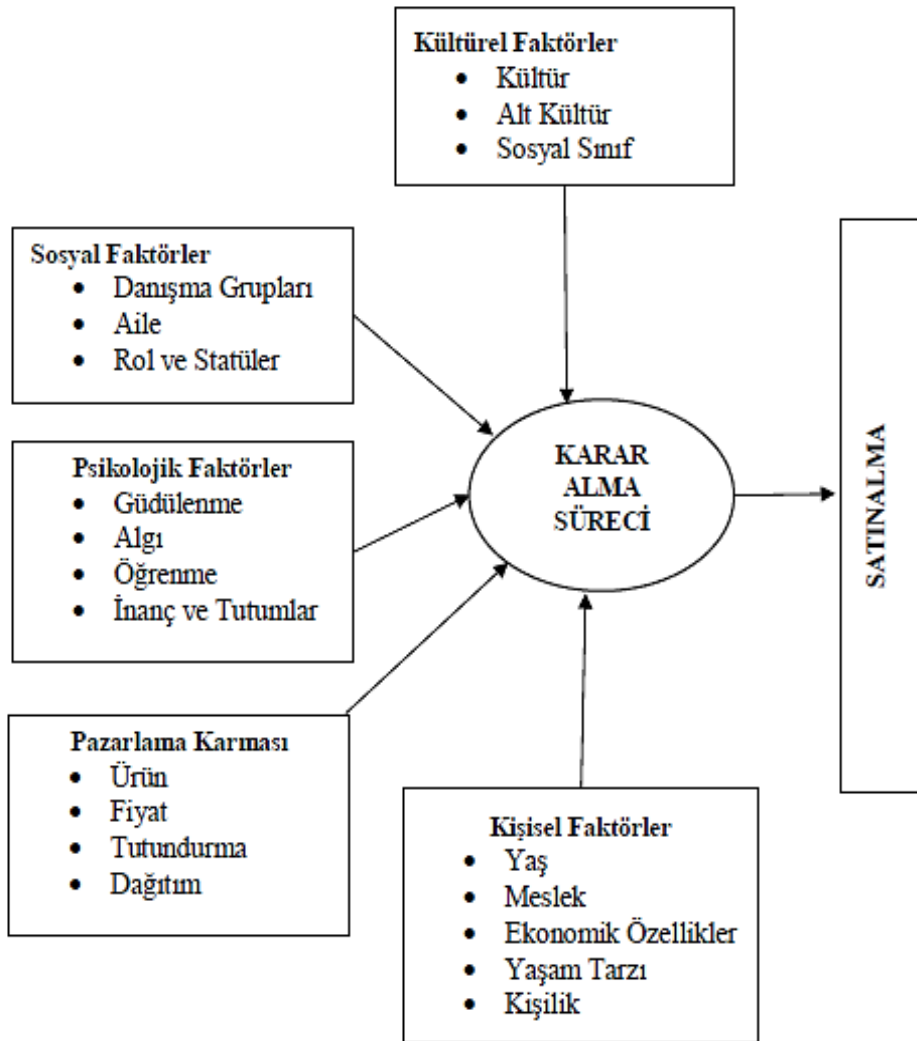 Kültürel Faktörler
• Kültür
• Alt Kültür
• Sosyal Sınıf
Sosyal Faktörler
• Danışma Grupları
• Aile
• Rol ve Statüler
Psikolojik Faktörler
• Güdülenme
• Algı
• Öğrenme
• İnanç ve Tutumlar
Pazarlama Karması
• Ürün
• Fiyat
• Tutundurma
• Dağıtım
Kişisel Faktörler
• Yaş
• Meslek
• Ekonomik Özellikler
• Yaşam Tarzı
• Kişilik
KARAR
ALMA
SÜRECİ
SATINALMA